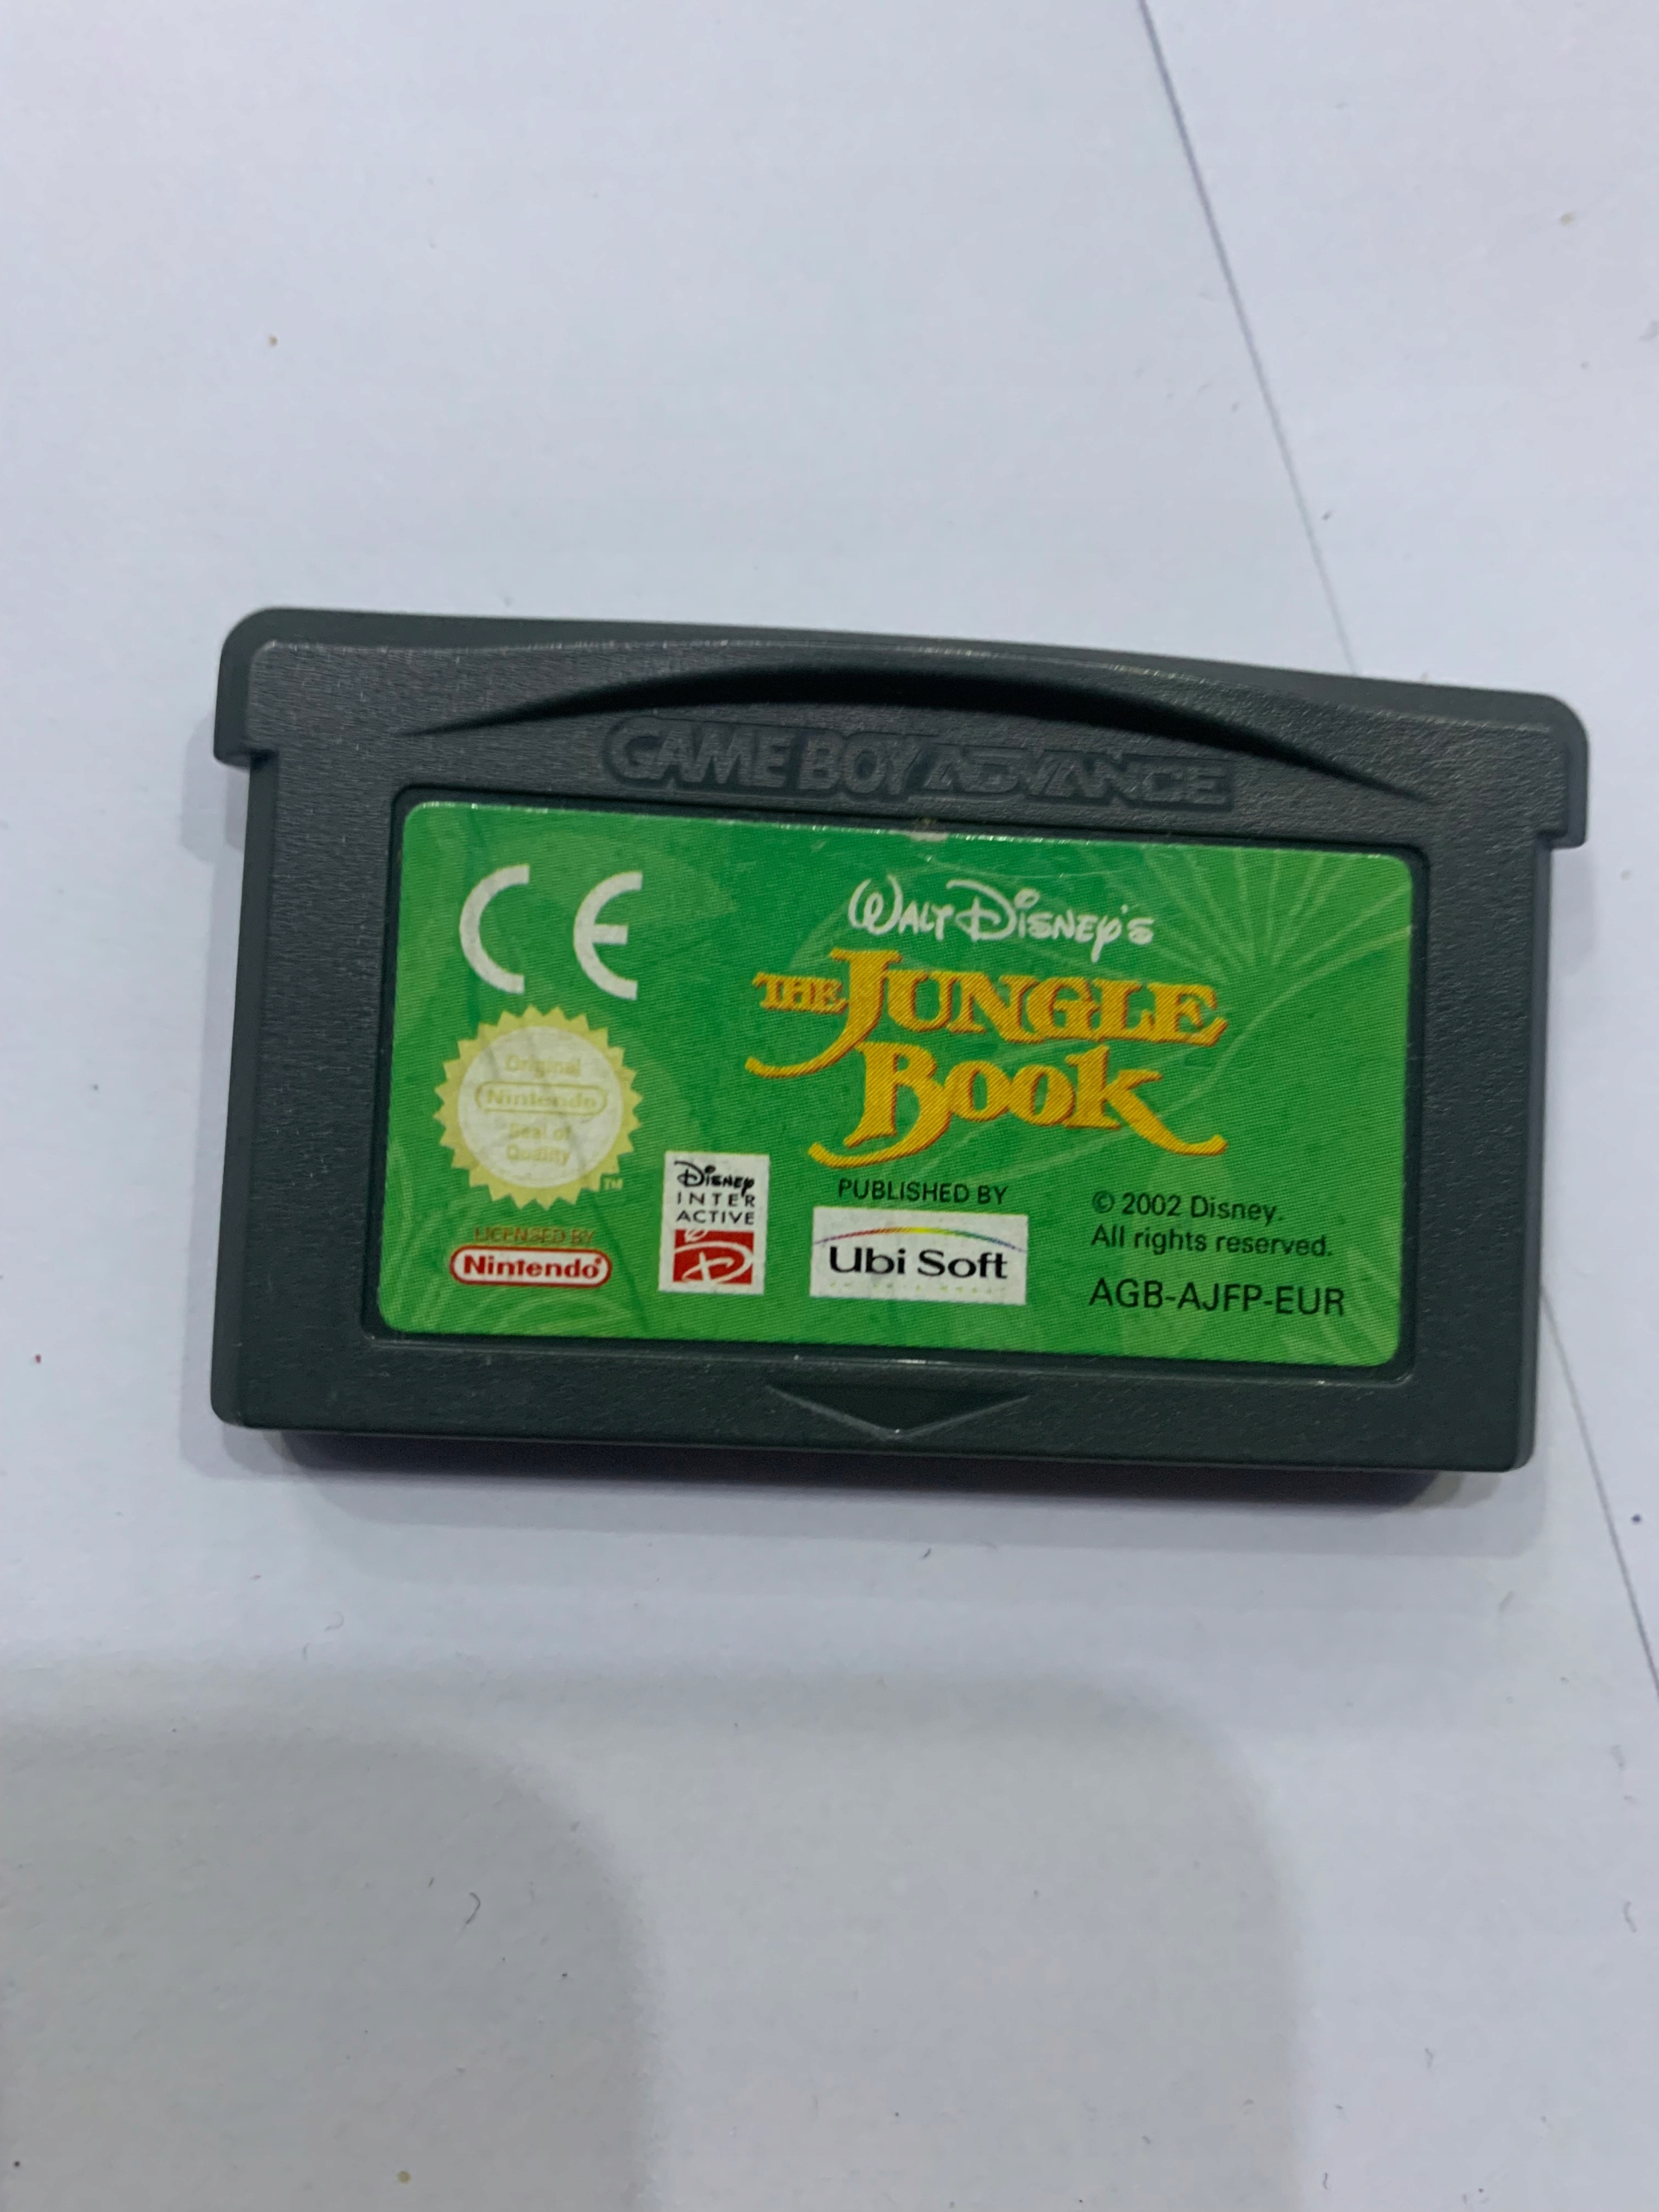 GAME BOY ADVANCE
CE
WALT DISNEY'S
THE JUNGLE
BOOK
Original
Nintendo
Seal of
Quality
TM
LICENSED BY
Nintendo
DISNEY
INTER
ACTIVE
D
PUBLISHED BY
Ubi Soft
© 2002 Disney.
All rights reserved.
AGB-AJFP-EUR